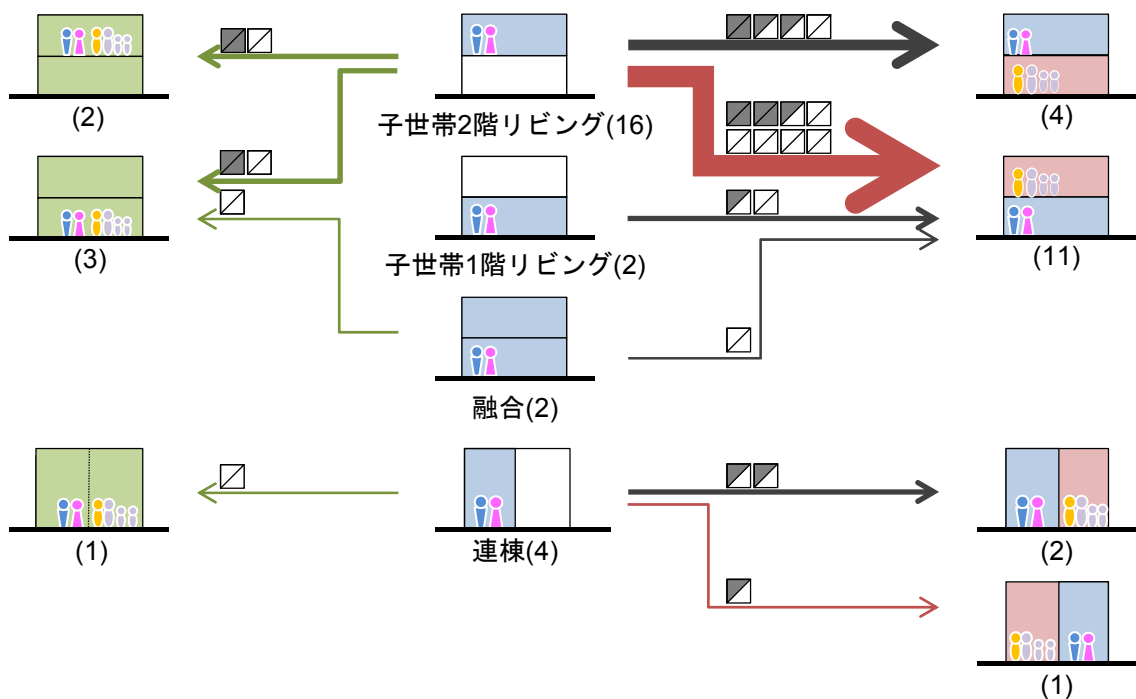 (2)
子世帯2階リビング(16)
(4)
(3)
子世帯1階リビング(2)
(11)
融合(2)
(1)
連棟(4)
(2)
(1)